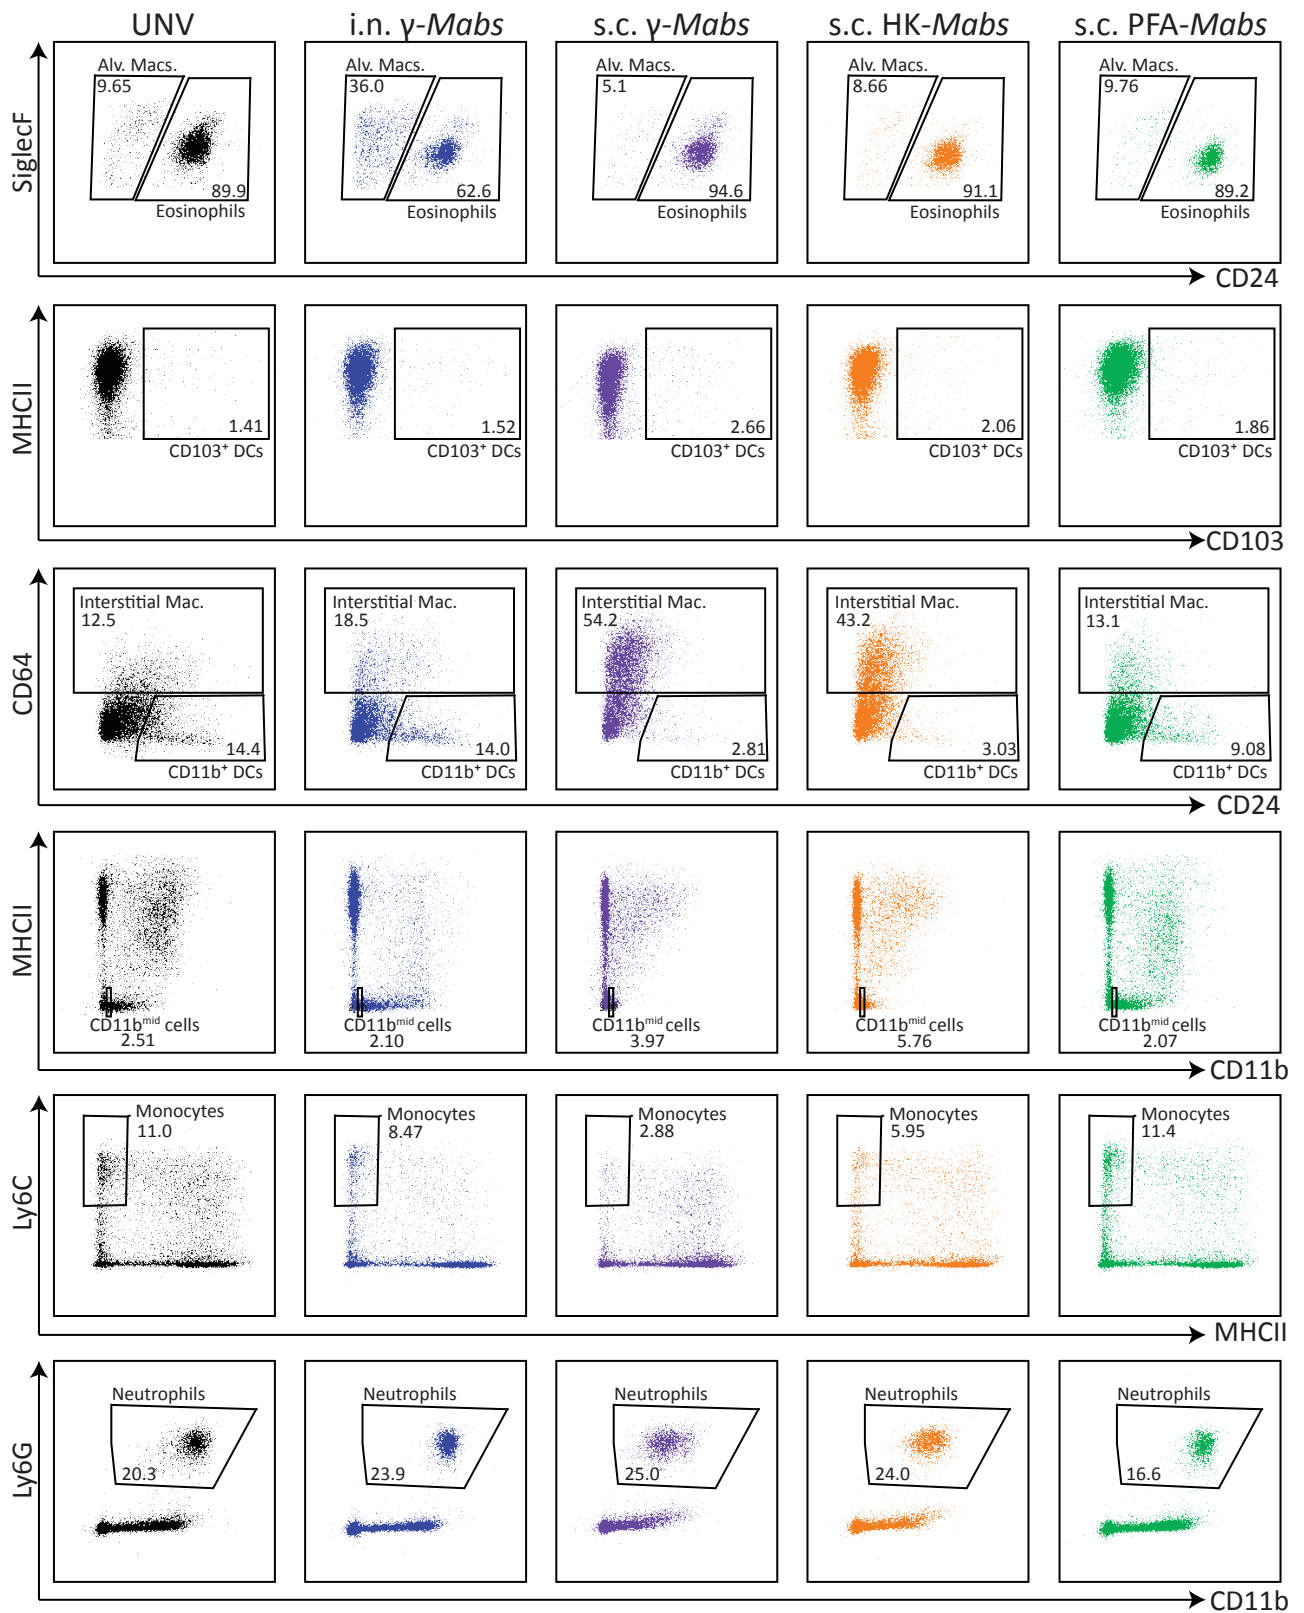 UNV i.n. γ-Mabs s.c. γ-Mabs s.c. HK-Mabs s.c. PFA-Mabs
Alv. Macs. Alv. Macs. Alv. Macs. Alv. Macs. Alv. Macs.
9.65 36.0 5.1 8.66 9.76
SiglecF
89.9 62.6 94.6 91.1 89.2
Eosinophils Eosinophils Eosinophils Eosinophils Eosinophils
CD24
MHCII
1.41 1.52 2.66 2.06 1.86
CD103⁺ DCs CD103⁺ DCs CD103⁺ DCs CD103⁺ DCs CD103⁺ DCs
CD103
Interstitial Mac. Interstitial Mac. Interstitial Mac. Interstitial Mac. Interstitial Mac.
12.5 18.5 54.2 43.2 13.1
CD64
14.4 14.0 2.81 3.03 9.08
CD11b⁺ DCs CD11b⁺ DCs CD11b⁺ DCs CD11b⁺ DCs CD11b⁺ DCs
CD24
MHCII
CD11bᵐⁱᵈ cells CD11bᵐⁱᵈ cells CD11bᵐⁱᵈ cells CD11bᵐⁱᵈ cells CD11bᵐⁱᵈ cells
2.51 2.10 3.97 5.76 2.07
CD11b
Monocytes Monocytes Monocytes Monocytes Monocytes
11.0 8.47 2.88 5.95 11.4
Ly6C
MHCII
Neutrophils Neutrophils Neutrophils Neutrophils Neutrophils
Ly6G
20.3 23.9 25.0 24.0 16.6
CD11b